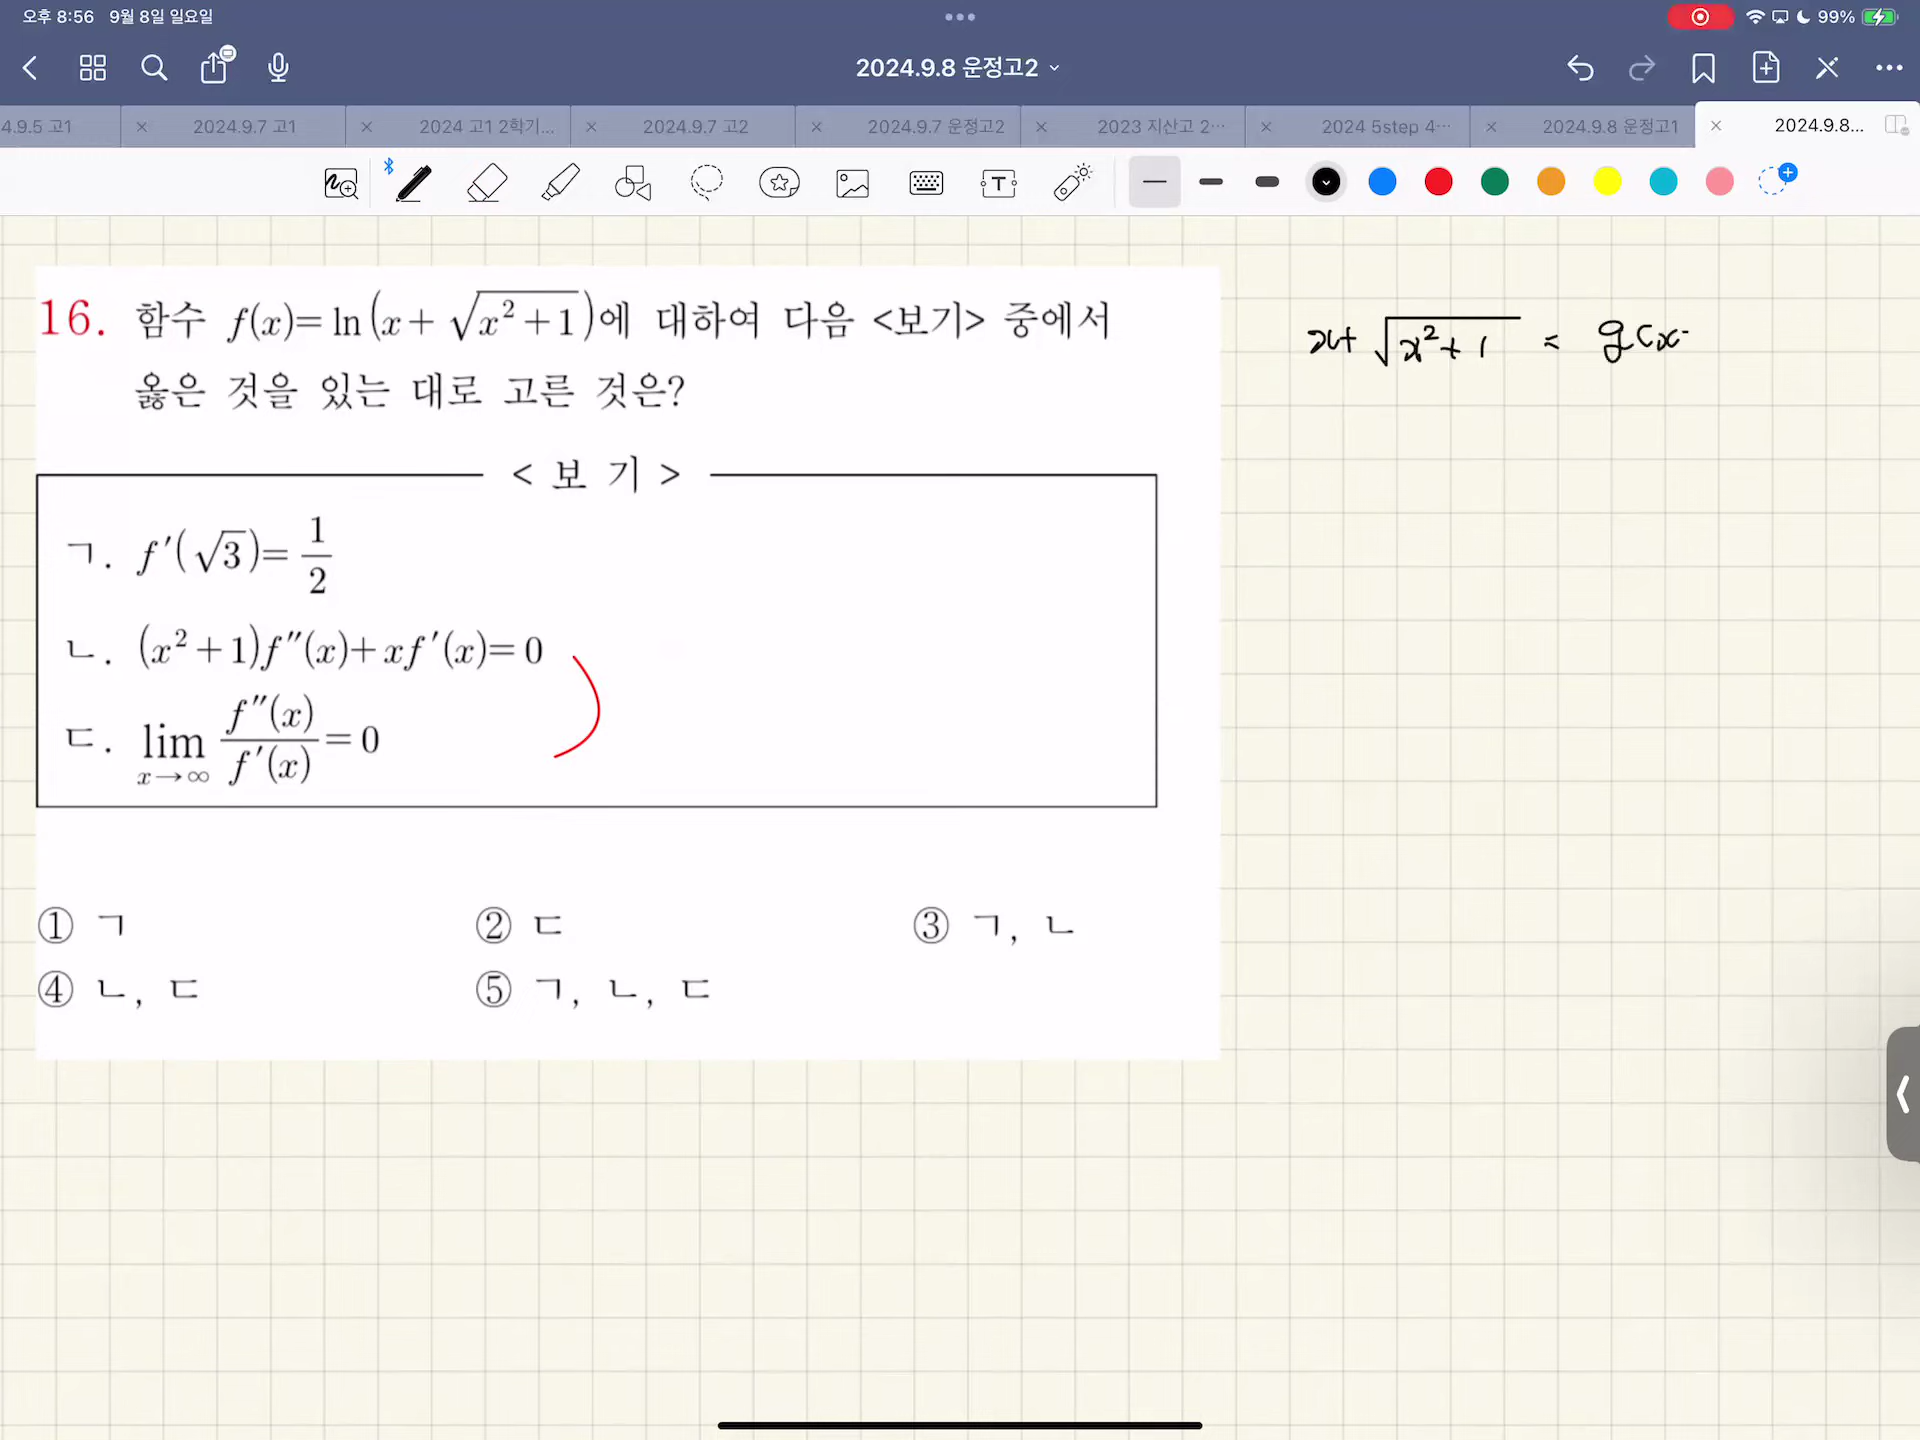 오후 8:56 9월 8일 일요일
99%
2024.9.8 운정고2
4.9.5 고1
2024.9.7 고1
2024 고1 2학기...
2024.9.7 고2
2024.9.7 운정고2
2023 지산고 2...
2024 5step 4...
2024.9.8 운정고1
2024.9.8...
16. 함수 f(x)=ln(x+√(x²+1))에 대하여 다음 <보기> 중에서
옳은 것을 있는 대로 고른 것은?
x+ √(x²+1) = g(x)
< 보 기 >
ㄱ. f′(√3)=1/2
ㄴ. (x²+1)f″(x)+xf′(x)=0
ㄷ. lim x→∞ f″(x)/f′(x)=0
① ㄱ ② ㄷ ③ ㄱ, ㄴ
④ ㄴ, ㄷ ⑤ ㄱ, ㄴ, ㄷ